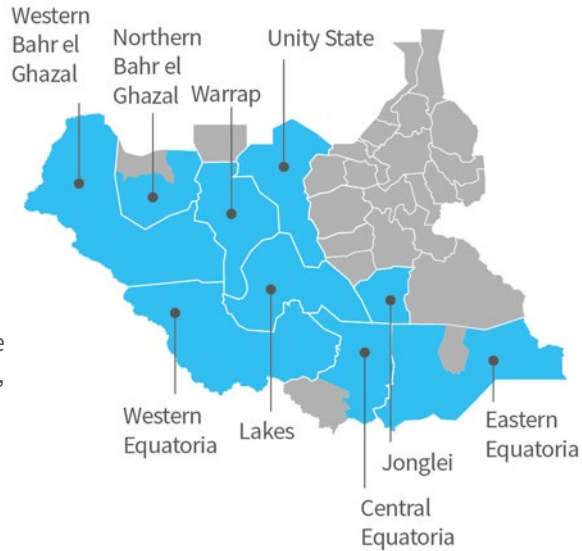 Western
Bahr el
Ghazal
Northern
Bahr el
Ghazal
Warrap
Unity State
e
,
Western
Equatoria
Lakes
Central
Equatoria
Jonglei
Eastern
Equatoria